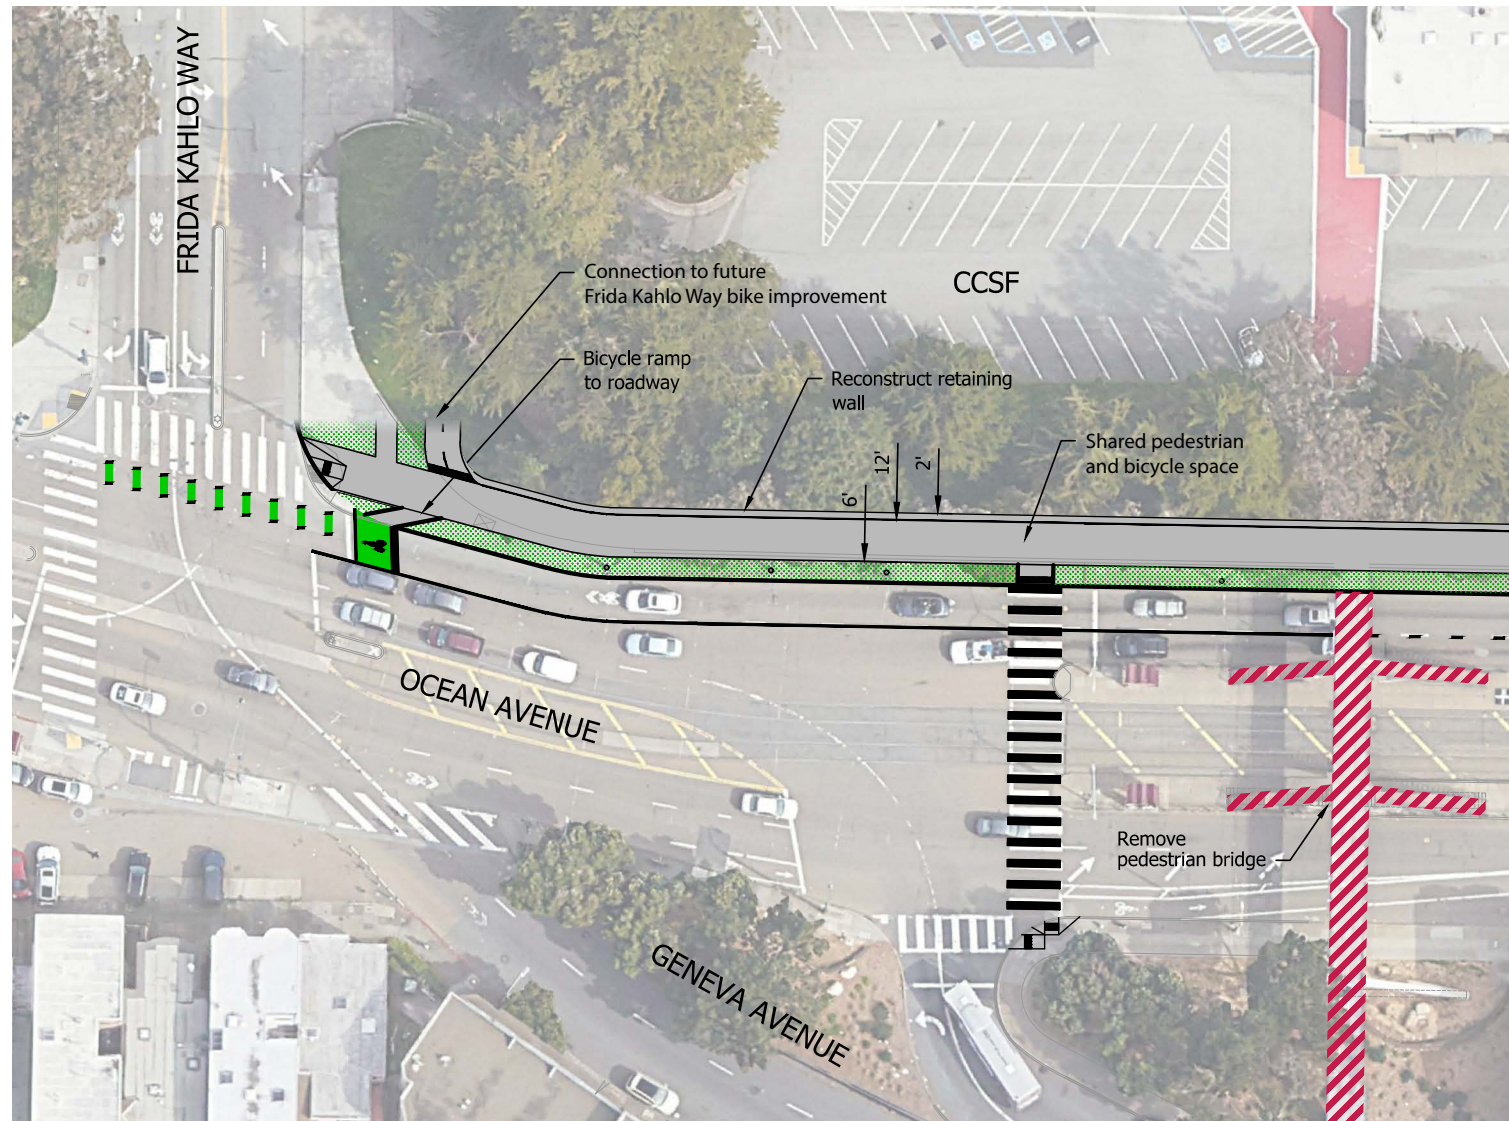 FRIDA KAHLO WAY
Connection to future
Frida Kahlo Way bike improvement
CCSF
Bicycle ramp
to roadway
Reconstruct retaining
wall
Shared pedestrian
and bicycle space
12'
2'
6'
OCEAN AVENUE
Remove
pedestrian bridge
GENEVA AVENUE